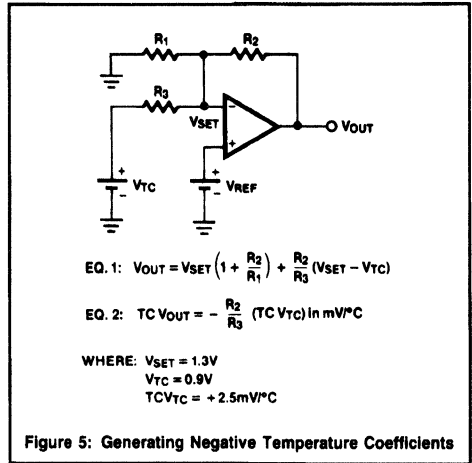 R1
R2
R3
VSET
−
+
VOUT
+
VTC
−
+
VREF
−
EQ. 1: VOUT = VSET (1 + R2/R1) + R2/R3 (VSET − VTC)
EQ. 2: TC VOUT = − R2/R3 (TC VTC) in mV/°C
WHERE: VSET = 1.3V
VTC = 0.9V
TCVTC = +2.5mV/°C
Figure 5: Generating Negative Temperature Coefficients